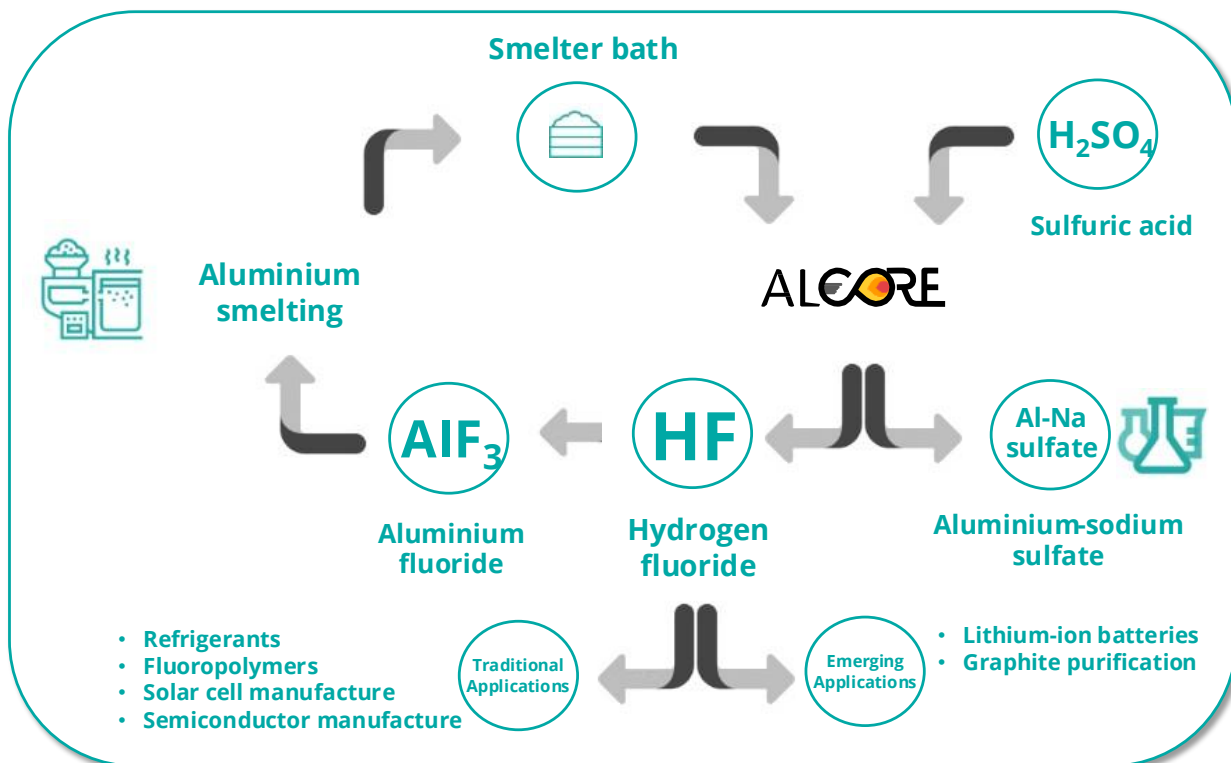 Smelter bath
H₂SO₄
Sulfuric acid
Aluminium
smelting
ALCORE
AlF₃
HF
Al-Na
sulfate
Aluminium
fluoride
Hydrogen
fluoride
Aluminium-sodium
sulfate
• Refrigerants
• Fluoropolymers
• Solar cell manufacture
• Semiconductor manufacture
Traditional
Applications
Emerging
Applications
• Lithium-ion batteries
• Graphite purification